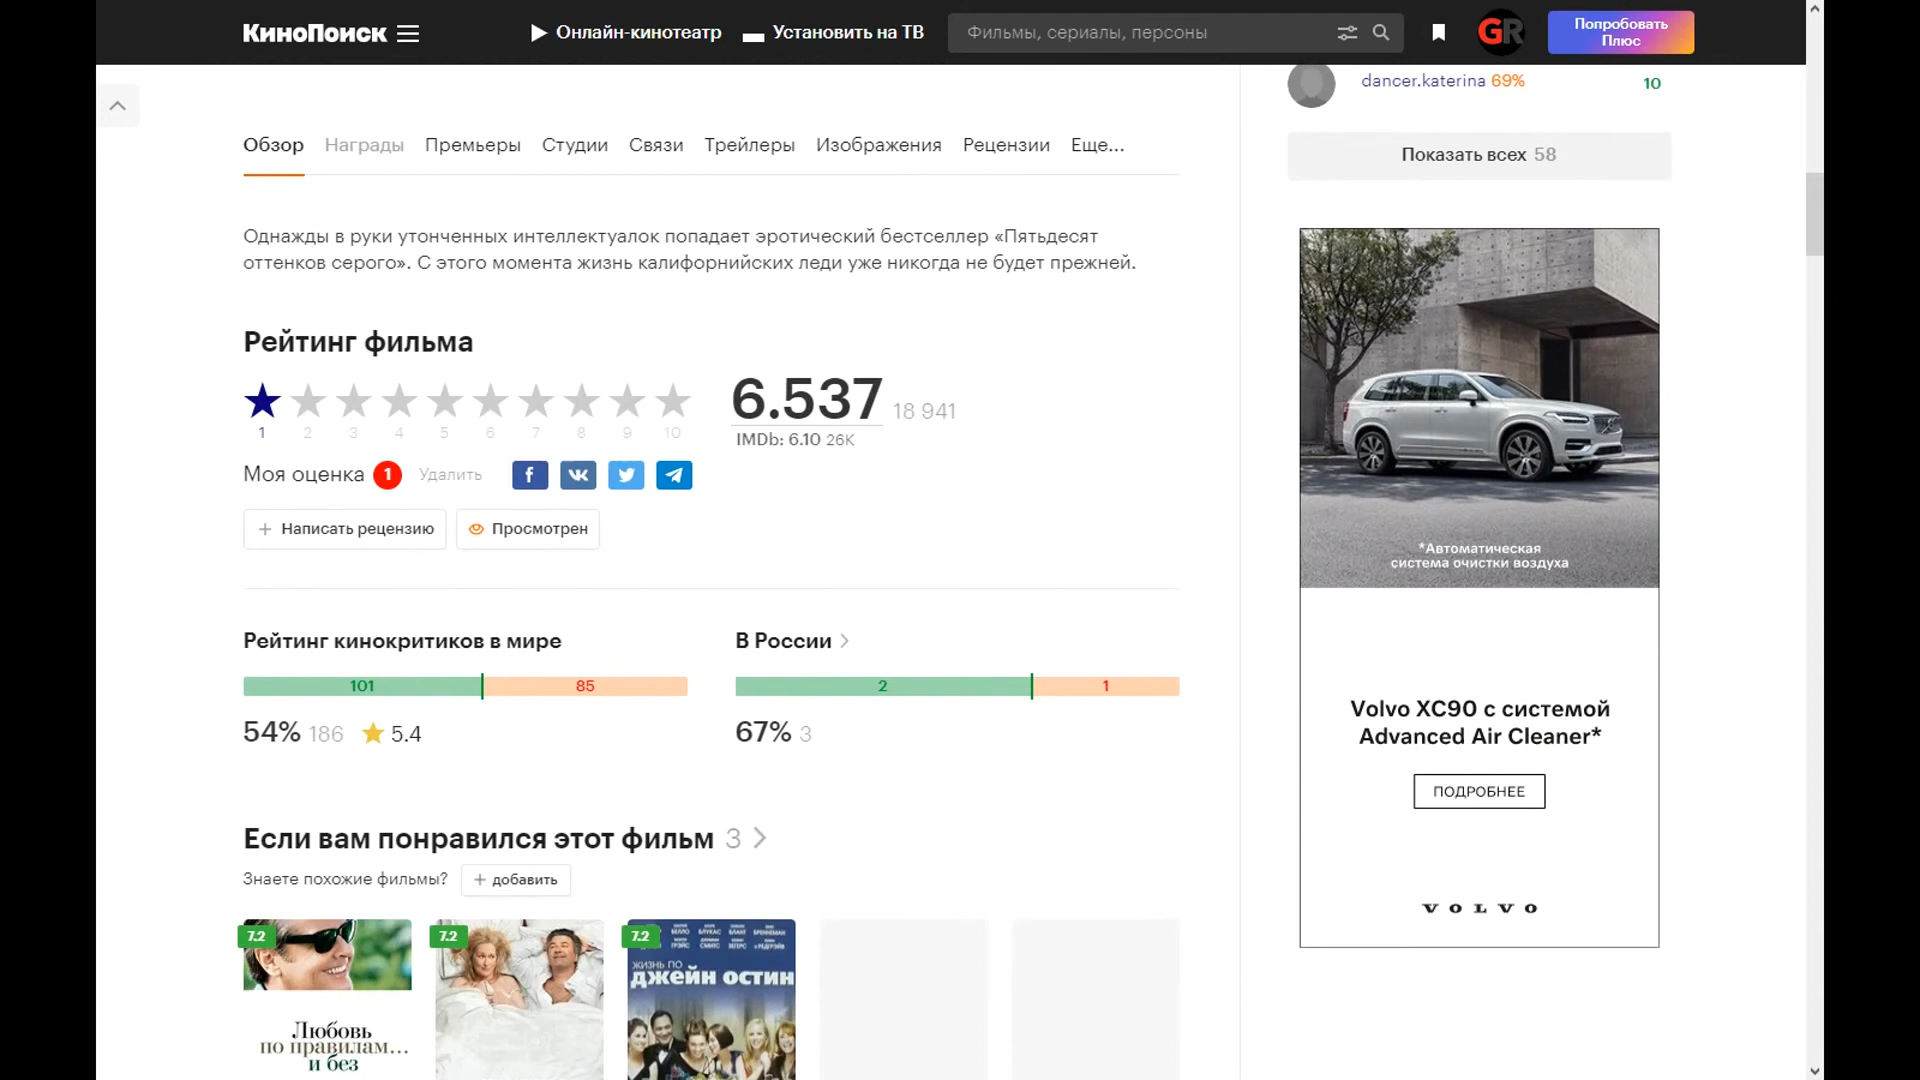 КиноПоиск
Онлайн-кинотеатр
Установить на ТВ
Фильмы, сериалы, персоны
GR
Попробовать
Плюс
dancer.katerina 69%
10
Показать всех 58
Обзор Награды Премьеры Студии Связи Трейлеры Изображения Рецензии Еще...
Однажды в руки утонченных интеллектуалок попадает эротический бестселлер «Пятьдесят
оттенков серого». С этого момента жизнь калифорнийских леди уже никогда не будет прежней.
Рейтинг фильма
1 2 3 4 5 6 7 8 9 10
6.537 18 941
IMDb: 6.10 26K
Моя оценка 1 Удалить
+ Написать рецензию
Просмотрен
Рейтинг кинокритиков в мире
101 85
54% 186 5.4
В России
2 1
67% 3
Если вам понравился этот фильм 3
Знаете похожие фильмы? + добавить
7.2
Любовь
по правилам...
и без
7.2
7.2
ЖИЗНЬ ПО
ДЖЕЙН ОСТИН
*Автоматическая
система очистки воздуха
Volvo XC90 с системой
Advanced Air Cleaner*
ПОДРОБНЕЕ
VOLVO